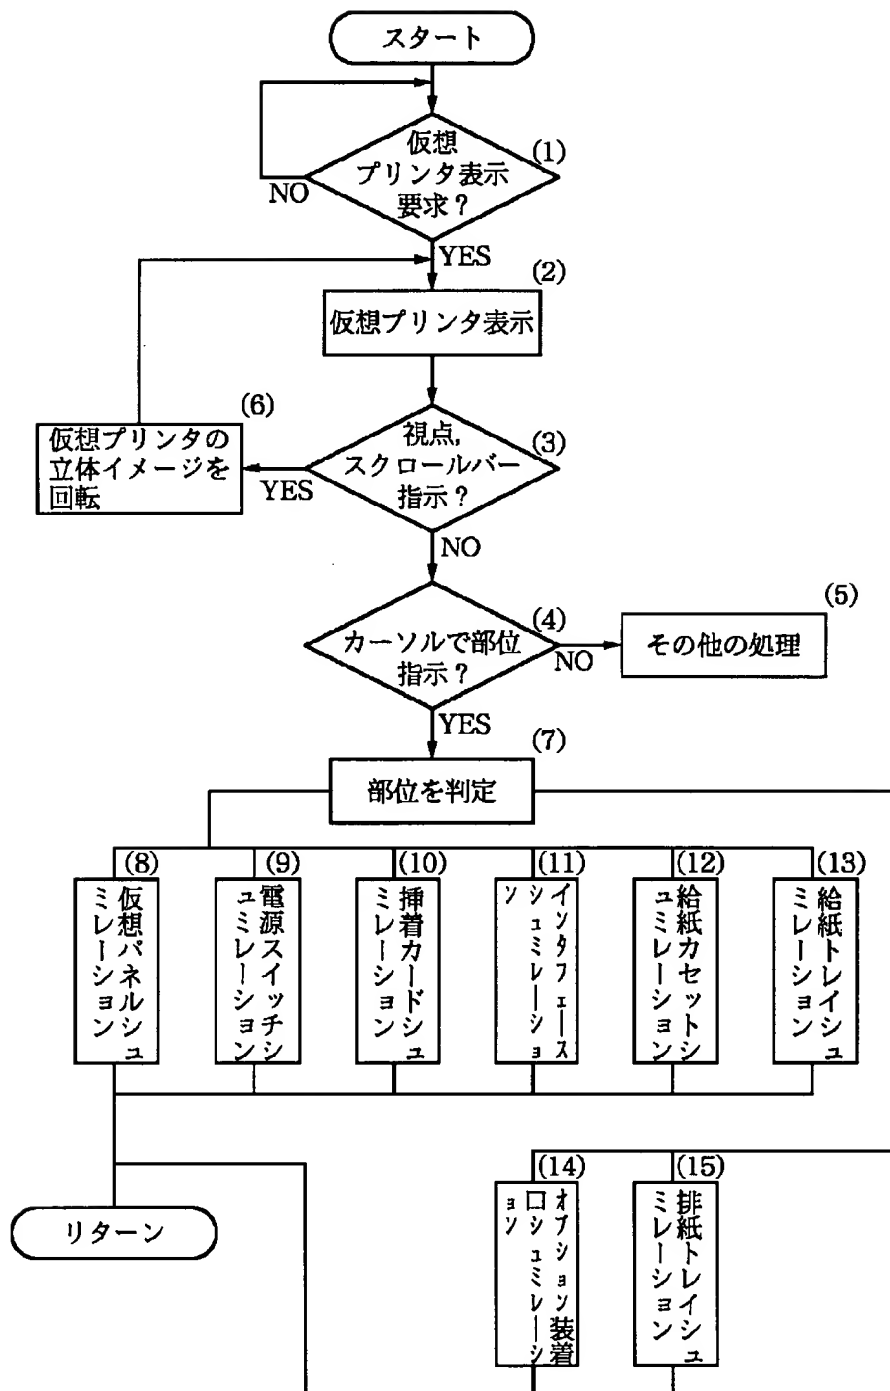 スタート
(1)
仮想
プリンタ表示
要求？
NO
YES
(2)
仮想プリンタ表示
(6)
仮想プリンタの
立体イメージを
回転
視点,
(3)
スクロールバー
指示？
YES
NO
(5)
(4)
カーソルで部位
指示？
NO
その他の処理
YES
(7)
部位を判定
(8)
仮想パネルシュ
ミレーション
(9)
電源スイッチシ
ュミレーション
(10)
挿着カードシュ
ミレーション
(11)
インタフェース
シュミレーショ
ン
(12)
給紙カセットシ
ュミレーション
(13)
給紙トレイシュ
ミレーション
(14)
オプション装着
口シュミレーシ
ョン
(15)
排紙トレイシュ
ミレーション
リターン